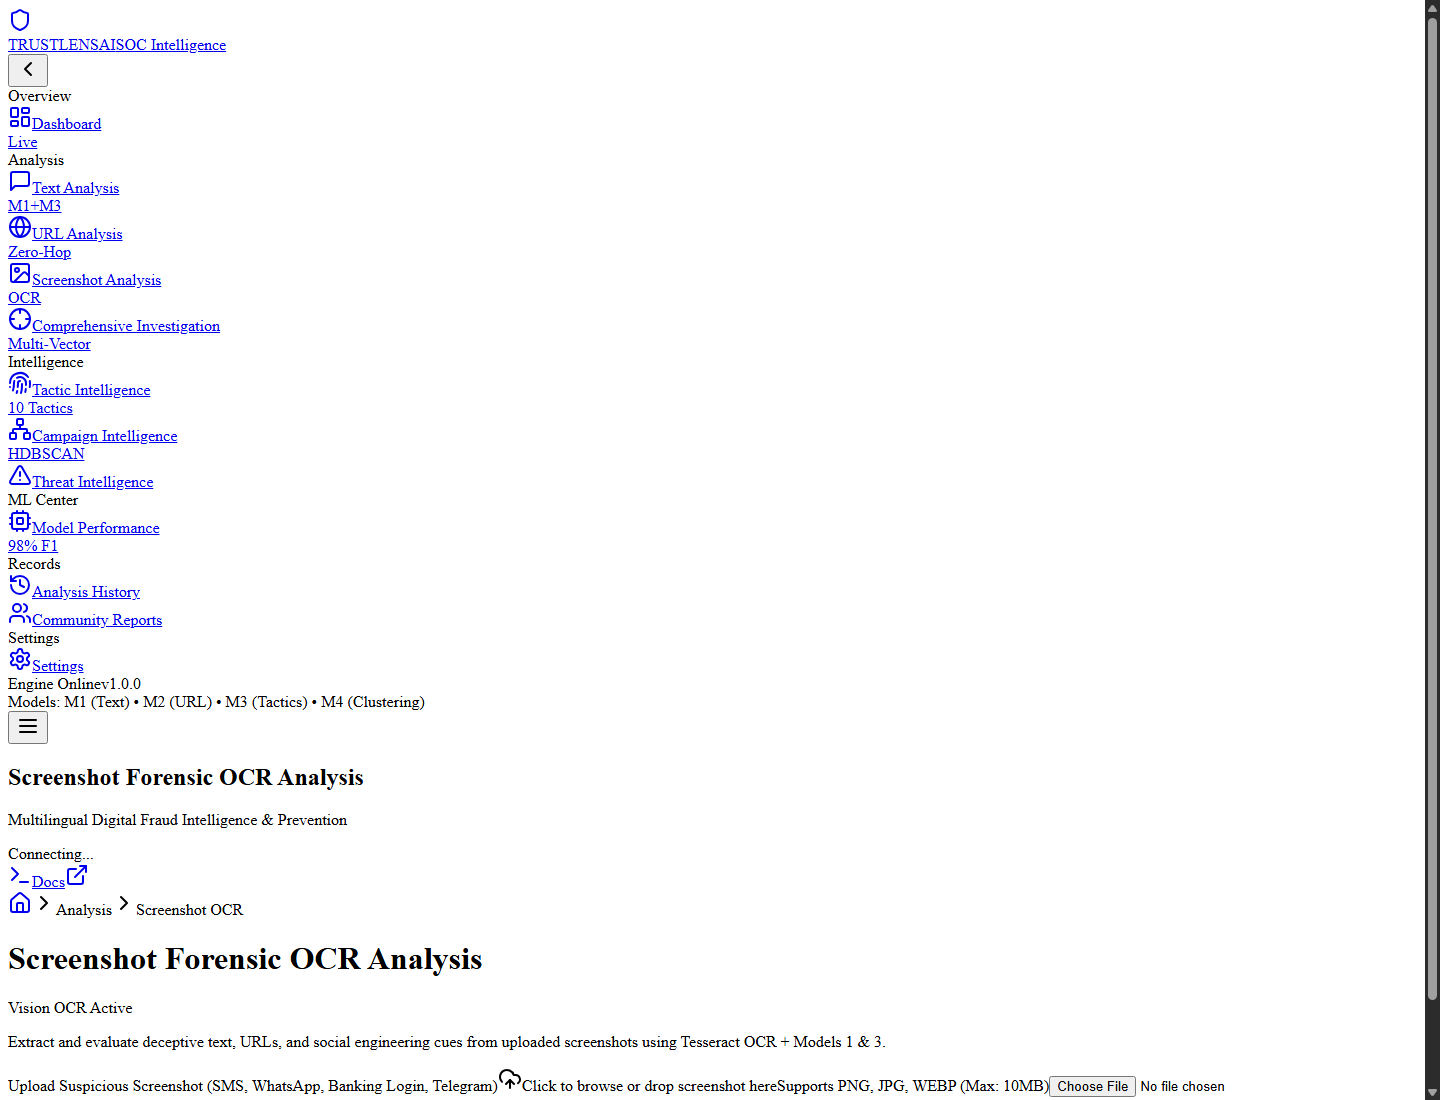 TRUSTLENSAISOC Intelligence
Overview
Dashboard
Live
Analysis
Text Analysis
M1+M3
URL Analysis
Zero-Hop
Screenshot Analysis
OCR
Comprehensive Investigation
Multi-Vector
Intelligence
Tactic Intelligence
10 Tactics
Campaign Intelligence
HDBSCAN
Threat Intelligence
ML Center
Model Performance
98% F1
Records
Analysis History
Community Reports
Settings
Settings
Engine Onlinev1.0.0
Models: M1 (Text) • M2 (URL) • M3 (Tactics) • M4 (Clustering)
Screenshot Forensic OCR Analysis
Multilingual Digital Fraud Intelligence & Prevention
Connecting...
Docs
Analysis Screenshot OCR
Screenshot Forensic OCR Analysis
Vision OCR Active
Extract and evaluate deceptive text, URLs, and social engineering cues from uploaded screenshots using Tesseract OCR + Models 1 & 3.
Upload Suspicious Screenshot (SMS, WhatsApp, Banking Login, Telegram) Click to browse or drop screenshot hereSupports PNG, JPG, WEBP (Max: 10MB) Choose File No file chosen